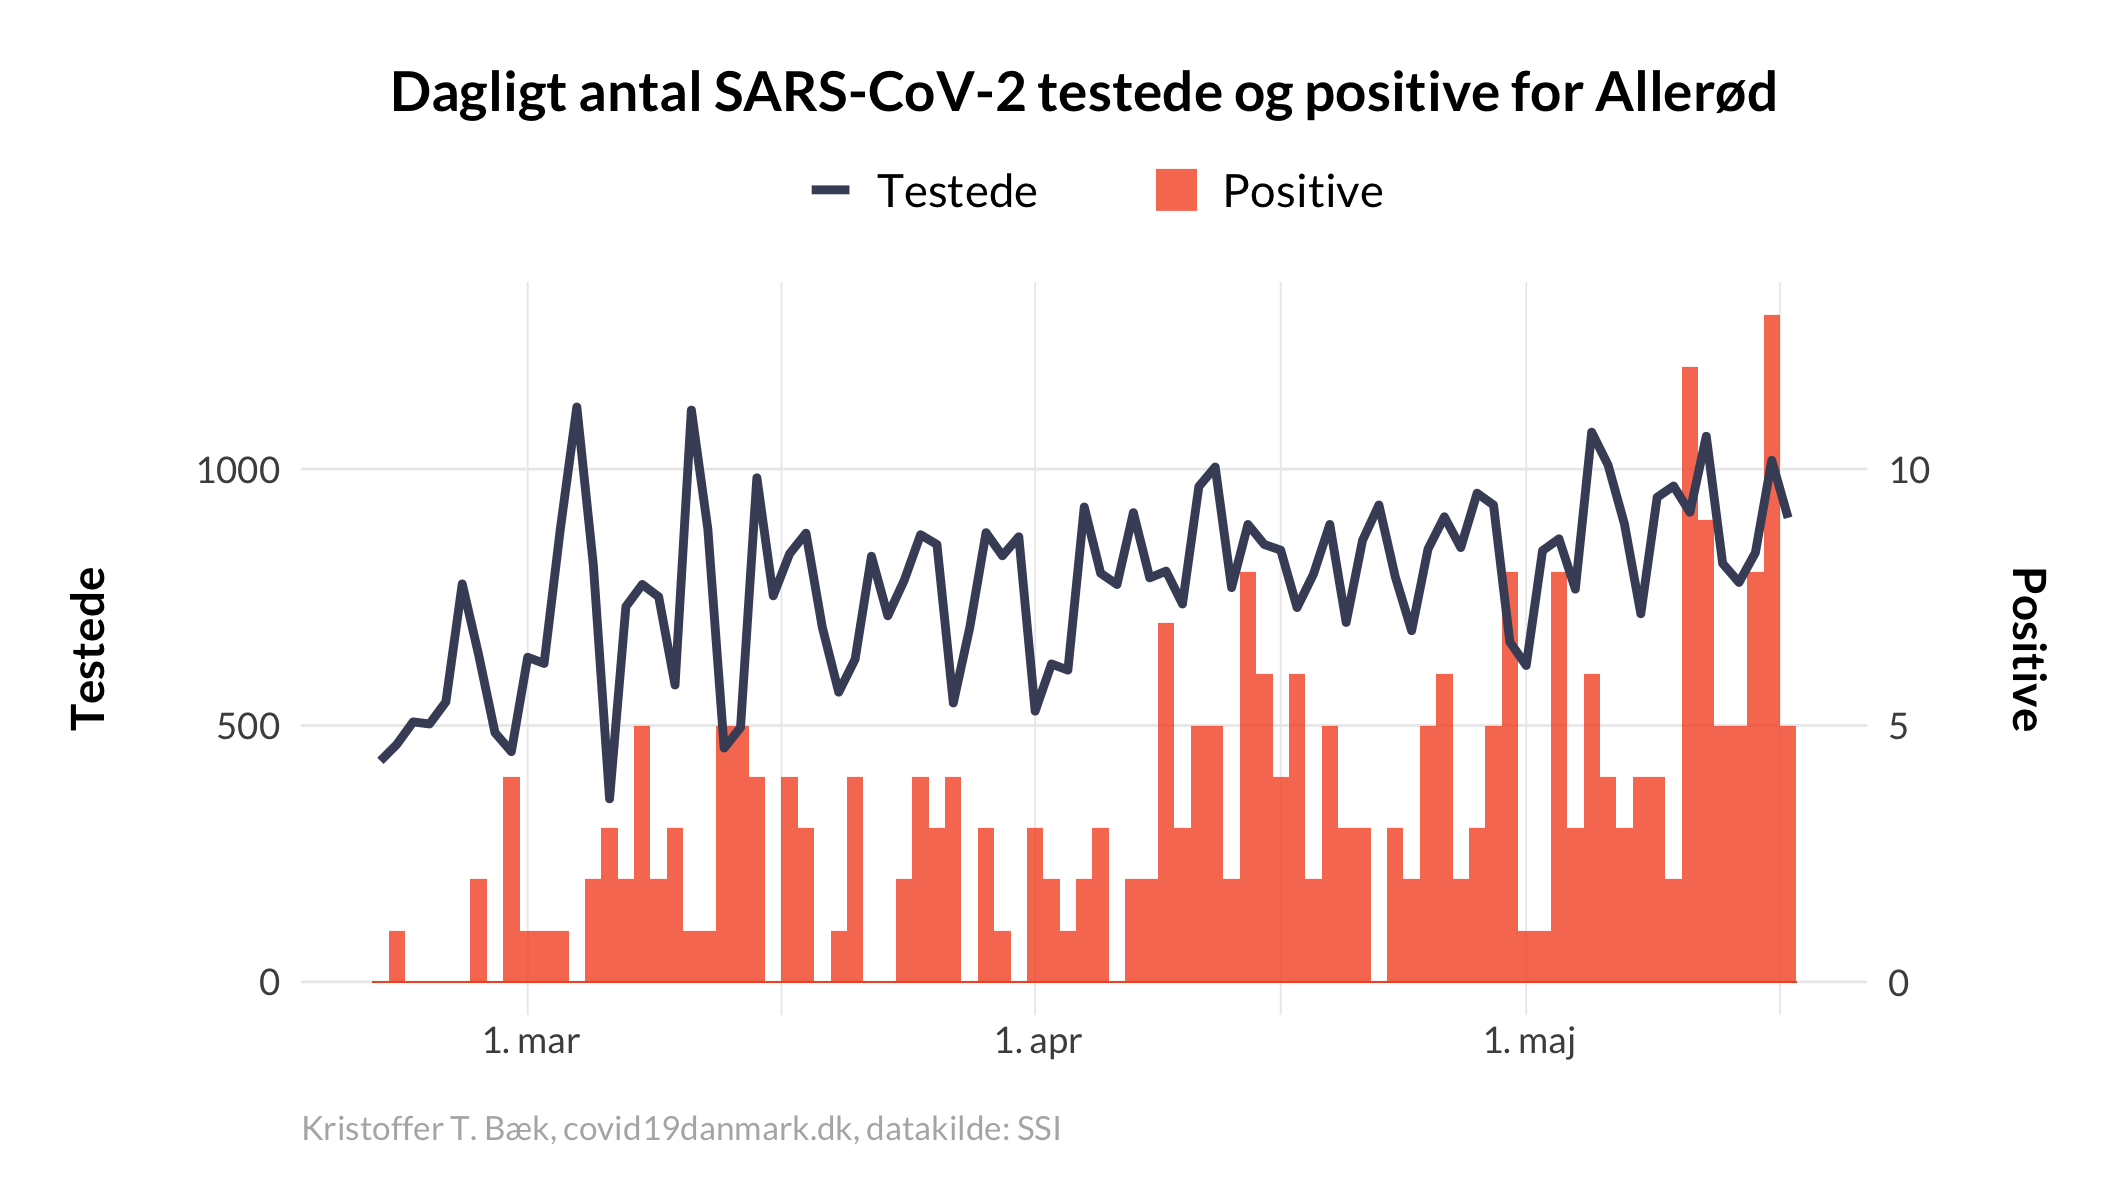 Dagligt antal SARS-CoV-2 testede og positive for Allerød
Testede
Positive
Testede
1000
500
0
10
5
0
Positive
1. mar
1. apr
1. maj
Kristoffer T. Bæk, covid19danmark.dk, datakilde: SSI